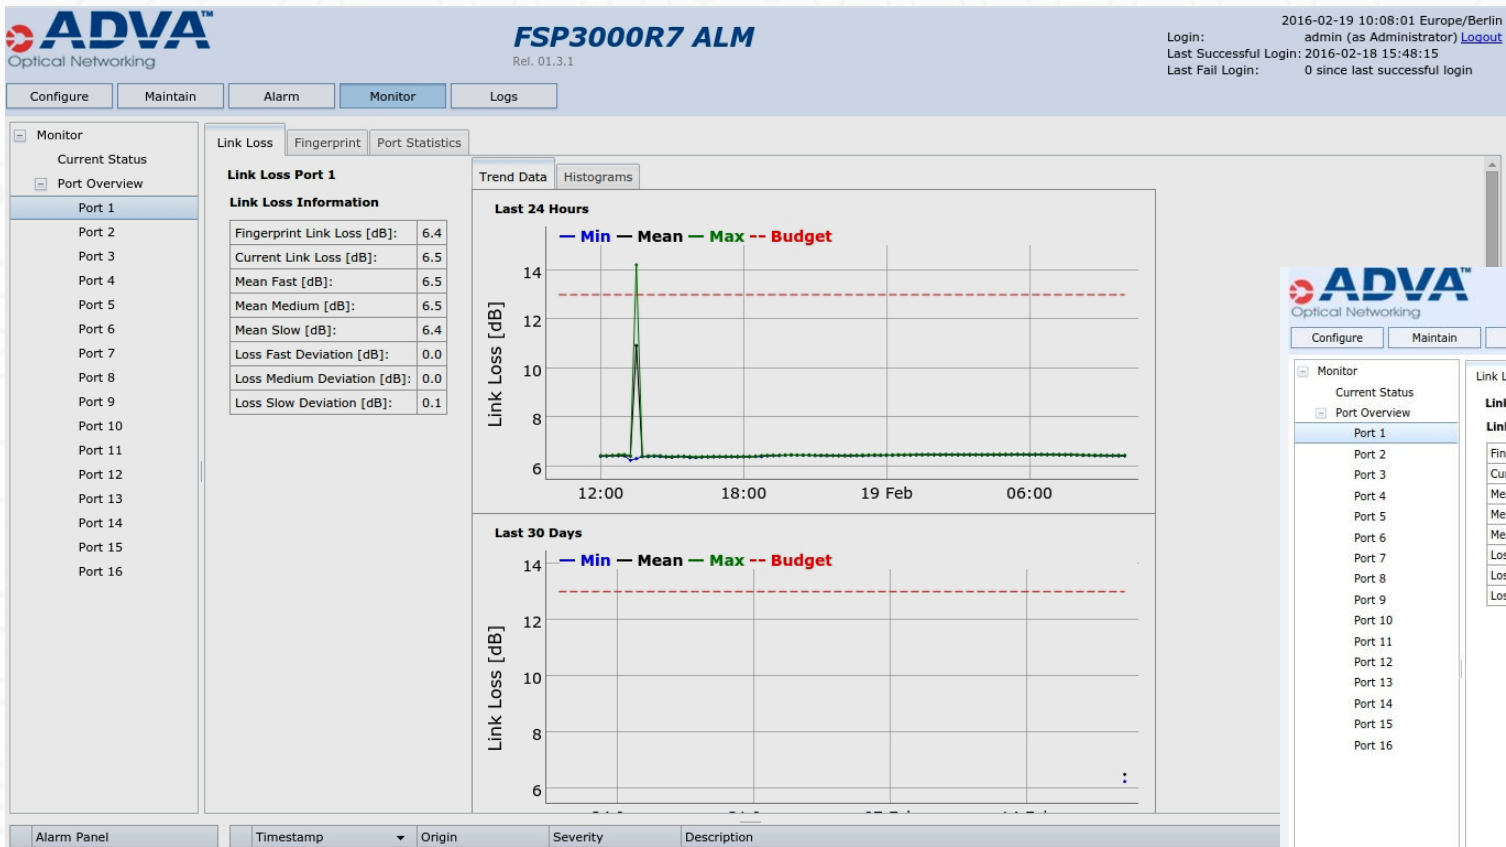 ADVA™
Optical Networking
FSP3000R7 ALM
Rel. 01.3.1
2016-02-19 10:08:01 Europe/Berlin
Login: admin (as Administrator) Logout
Last Successful Login: 2016-02-18 15:48:15
Last Fail Login: 0 since last successful login
Configure Maintain Alarm Monitor Logs
Monitor
Current Status
Port Overview
Port 1
Port 2
Port 3
Port 4
Port 5
Port 6
Port 7
Port 8
Port 9
Port 10
Port 11
Port 12
Port 13
Port 14
Port 15
Port 16
Link Loss Fingerprint Port Statistics
Link Loss Port 1
Link Loss Information
Fingerprint Link Loss [dB]: 6.4
Current Link Loss [dB]: 6.5
Mean Fast [dB]: 6.5
Mean Medium [dB]: 6.5
Mean Slow [dB]: 6.4
Loss Fast Deviation [dB]: 0.0
Loss Medium Deviation [dB]: 0.0
Loss Slow Deviation [dB]: 0.1
Trend Data Histograms
Last 24 Hours
— Min — Mean — Max -- Budget
Link Loss [dB]
14
12
10
8
6
12:00 18:00 19 Feb 06:00
Last 30 Days
— Min — Mean — Max -- Budget
Link Loss [dB]
14
12
10
8
6
Alarm Panel
Timestamp Origin Severity Description
ADVA™
Optical Networking
Configure Maintain
Monitor
Current Status
Port Overview
Port 1
Port 2
Port 3
Port 4
Port 5
Port 6
Port 7
Port 8
Port 9
Port 10
Port 11
Port 12
Port 13
Port 14
Port 15
Port 16
Link